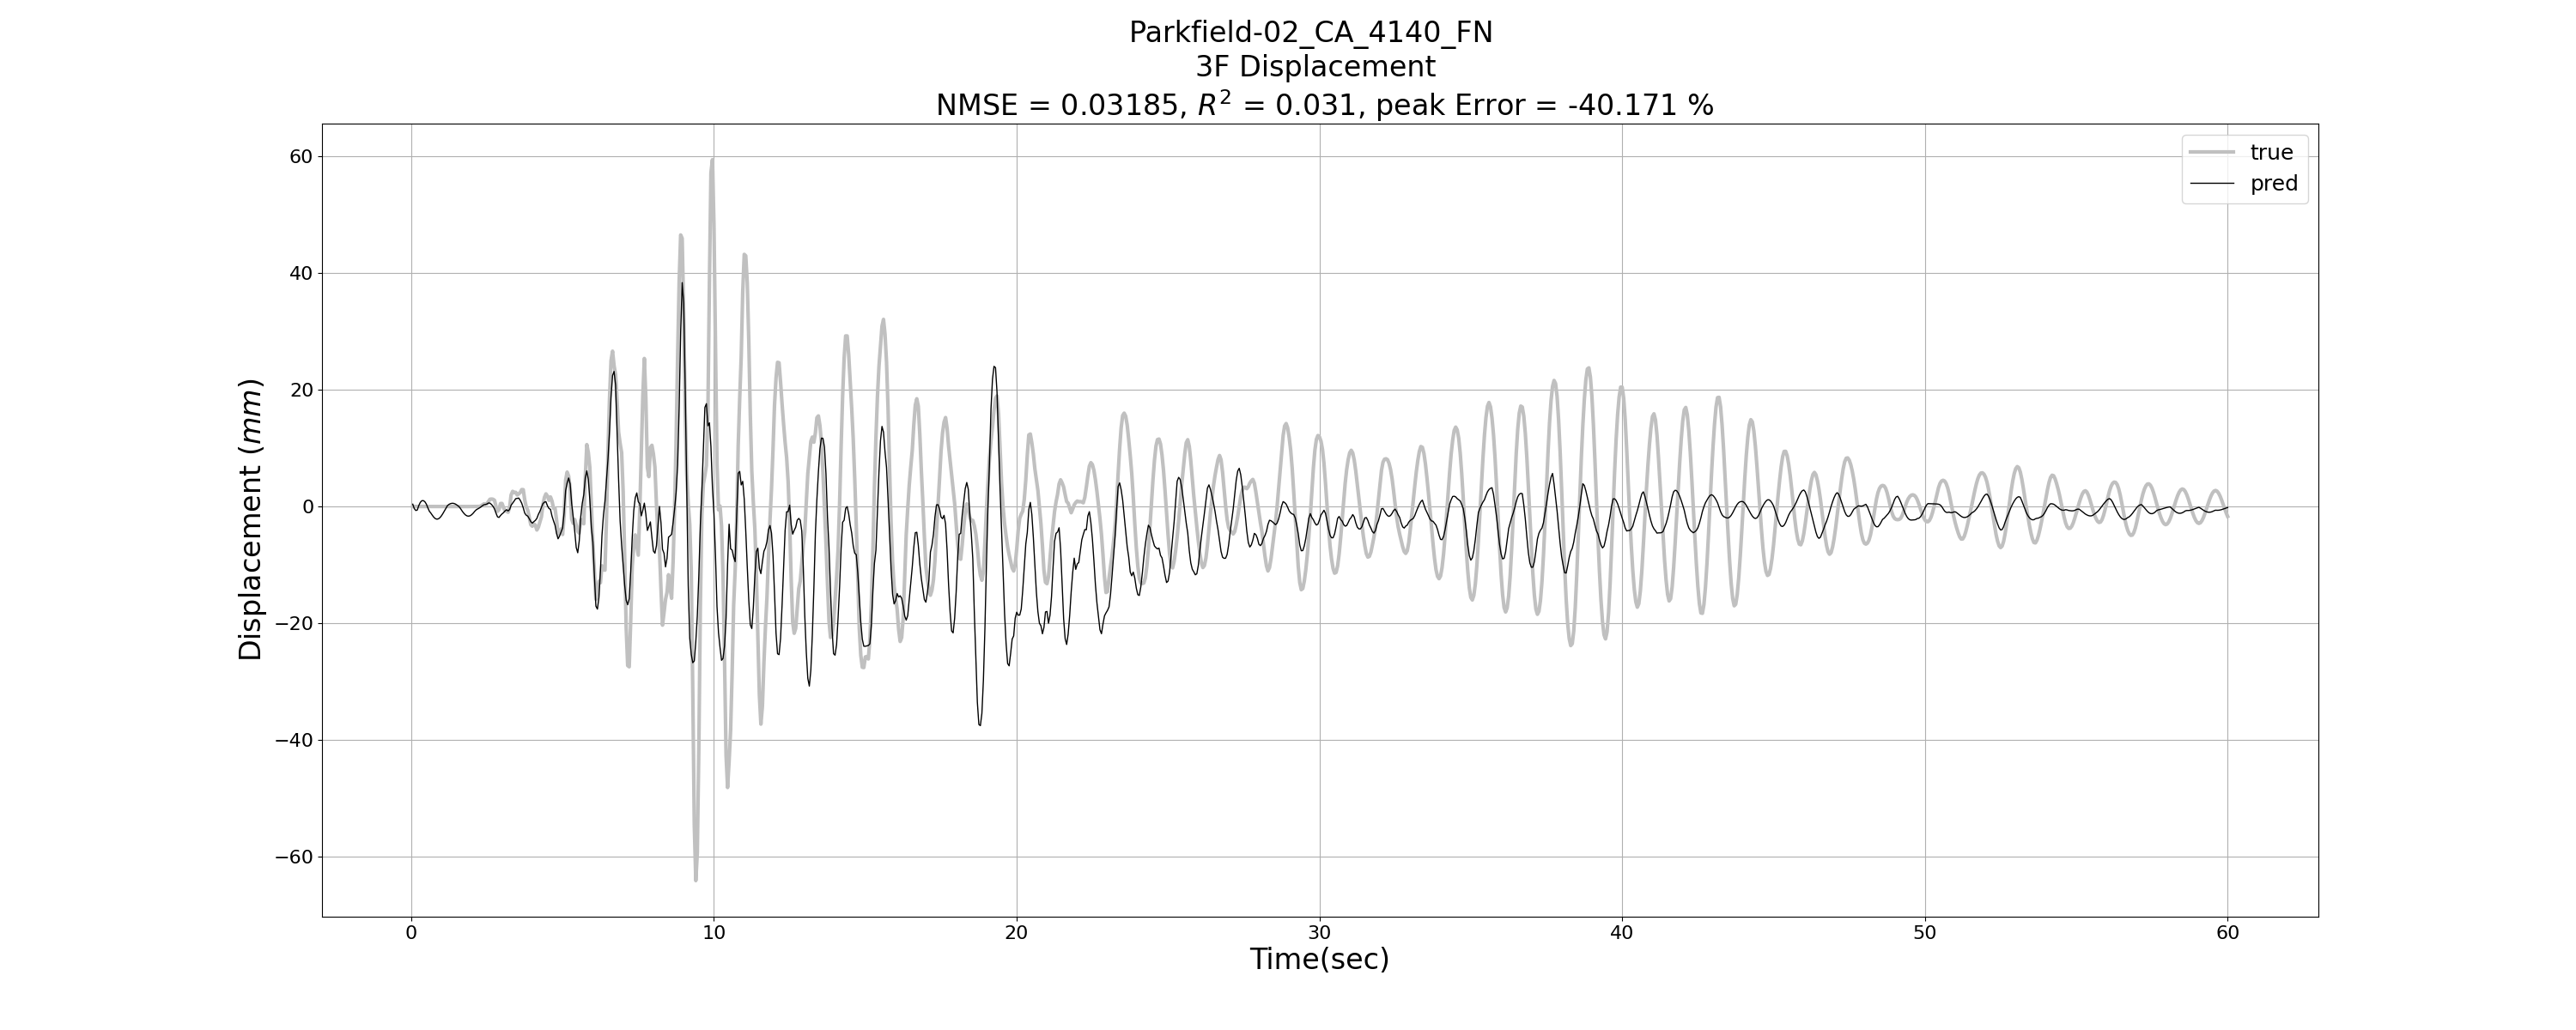 Parkfield-02_CA_4140_FN
3F Displacement
NMSE = 0.03185, R² = 0.031, peak Error = -40.171 %
true
pred
Displacement (mm)
60
40
20
0
−20
−40
−60
0 10 20 30 40 50 60
Time(sec)